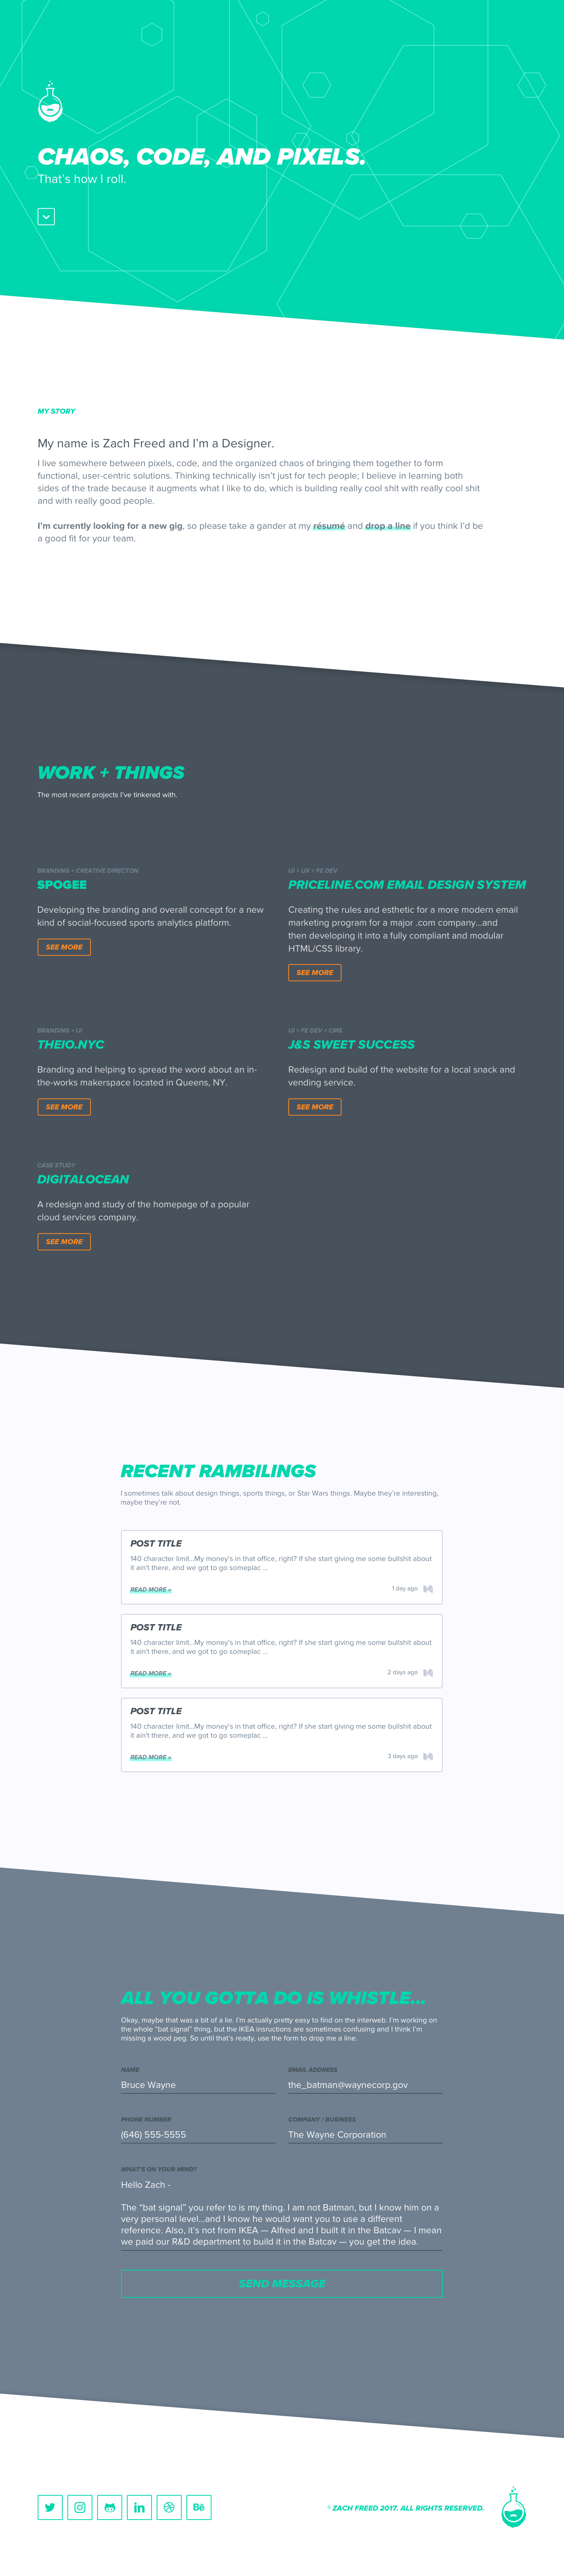 CHAOS, CODE, AND PIXELS.
That's how I roll.
MY STORY
My name is Zach Freed and I'm a Designer.
I live somewhere between pixels, code, and the organized chaos of bringing them together to form
functional, user-centric solutions. Thinking technically isn't just for tech people; I believe in learning both
sides of the trade because it augments what I like to do, which is building really cool shit with really cool shit
and with really good people.
I'm currently looking for a new gig, so please take a gander at my résumé and drop a line if you think I'd be
a good fit for your team.
WORK + THINGS
The most recent projects I've tinkered with.
BRANDING + CREATIVE DIRECTON
SPOGEE
Developing the branding and overall concept for a new
kind of social-focused sports analytics platform.
SEE MORE
UI + UX + FE DEV
PRICELINE.COM EMAIL DESIGN SYSTEM
Creating the rules and esthetic for a more modern email
marketing program for a major .com company...and
then developing it into a fully compliant and modular
HTML/CSS library.
SEE MORE
BRANDING + UI
THEIO.NYC
Branding and helping to spread the word about an in-
the-works makerspace located in Queens, NY.
SEE MORE
UI + FE DEV + CMS
J&S SWEET SUCCESS
Redesign and build of the website for a local snack and
vending service.
SEE MORE
CASE STUDY
DIGITALOCEAN
A redesign and study of the homepage of a popular
cloud services company.
SEE MORE
RECENT RAMBILINGS
I sometimes talk about design things, sports things, or Star Wars things. Maybe they're interesting,
maybe they're not.
POST TITLE
140 character limit...My money's in that office, right? If she start giving me some bullshit about
it ain't there, and we got to go someplac ...
READ MORE »
1 day ago
POST TITLE
140 character limit...My money's in that office, right? If she start giving me some bullshit about
it ain't there, and we got to go someplac ...
READ MORE »
2 days ago
POST TITLE
140 character limit...My money's in that office, right? If she start giving me some bullshit about
it ain't there, and we got to go someplac ...
READ MORE »
3 days ago
ALL YOU GOTTA DO IS WHISTLE...
Okay, maybe that was a bit of a lie. I'm actually pretty easy to find on the interweb. I'm working on
the whole "bat signal" thing, but the IKEA insructions are sometimes confusing and I think I'm
missing a wood peg. So until that's ready, use the form to drop me a line.
NAME
Bruce Wayne
EMAIL ADDRESS
the_batman@waynecorp.gov
PHONE NUMBER
(646) 555-5555
COMPANY / BUSINESS
The Wayne Corporation
WHAT'S ON YOUR MIND?
Hello Zach -
The "bat signal" you refer to is my thing. I am not Batman, but I know him on a
very personal level...and I know he would want you to use a different
reference. Also, it's not from IKEA — Alfred and I built it in the Batcav — I mean
we paid our R&D department to build it in the Batcav — you get the idea.
SEND MESSAGE
Bē
© ZACH FREED 2017. ALL RIGHTS RESERVED.